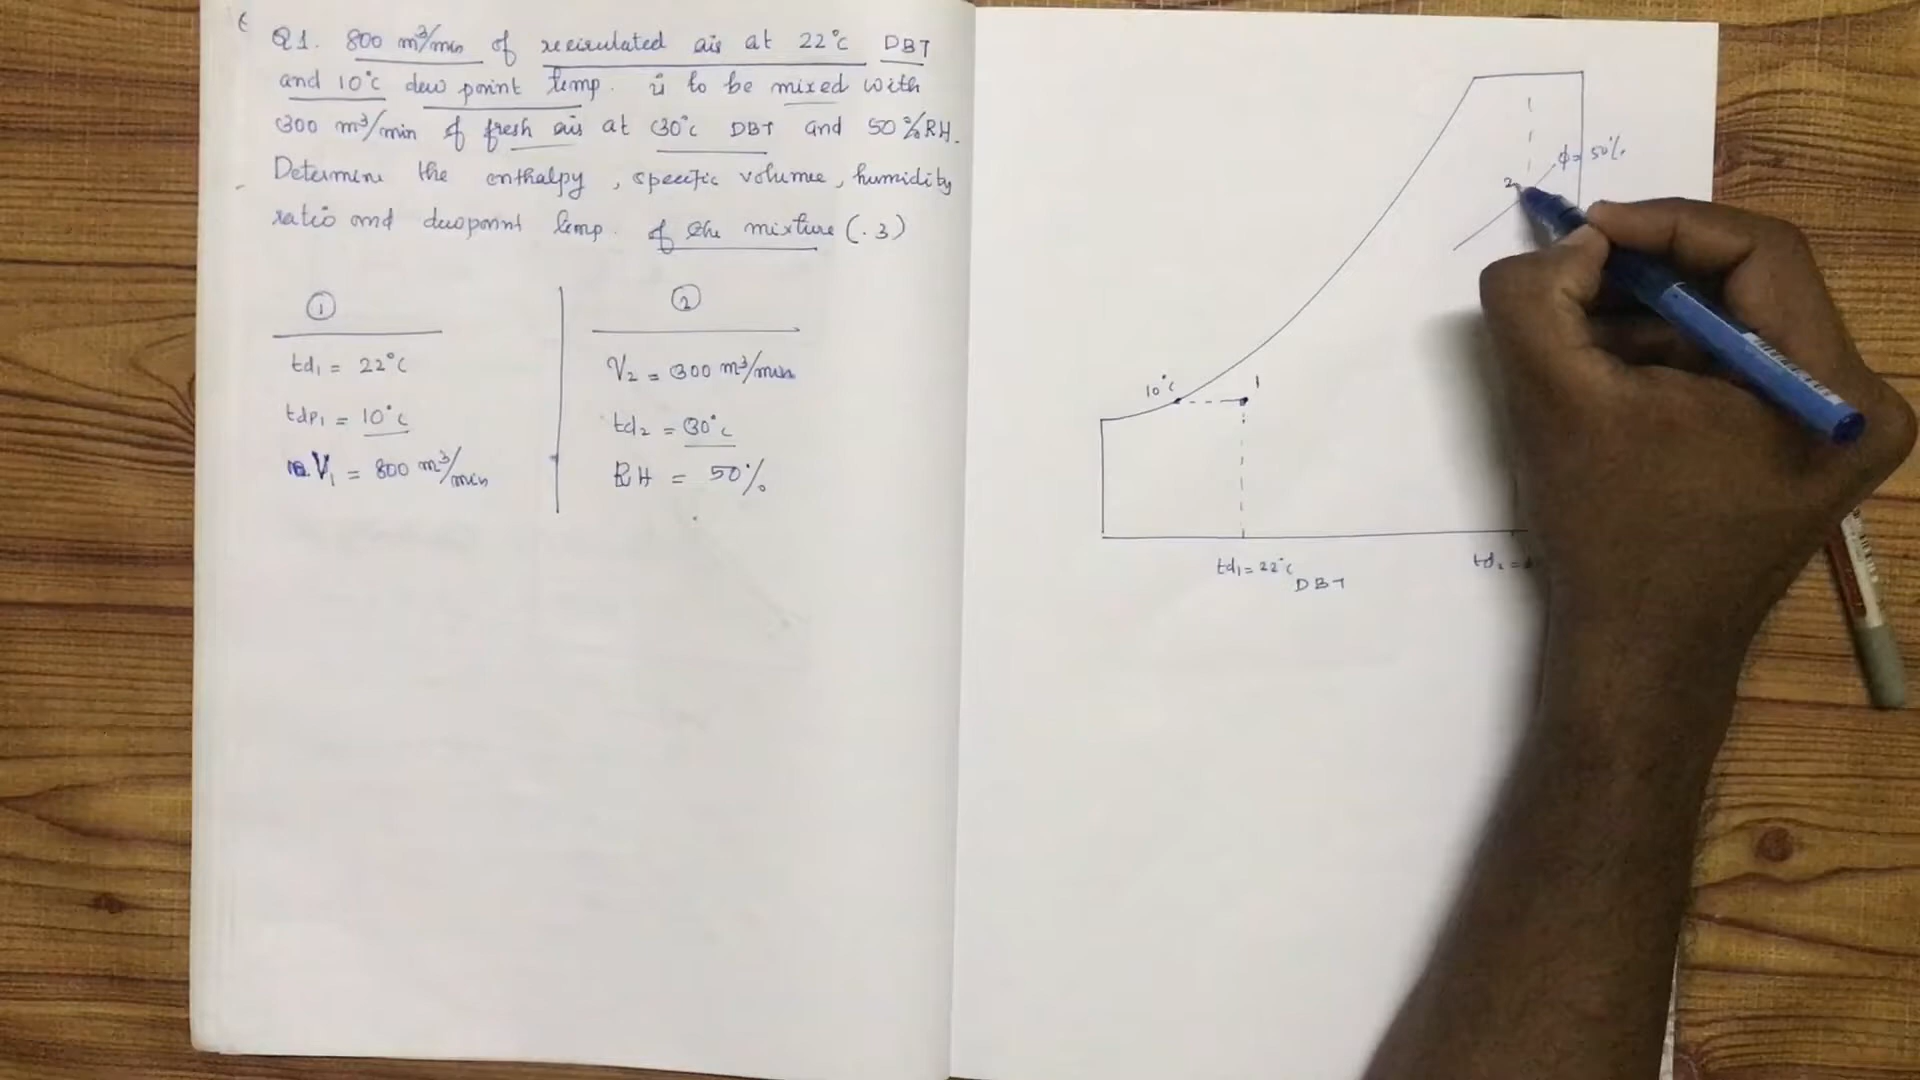 Q1. 800 m³/min of recirculated air at 22°C DBT
and 10°C dew point temp. is to be mixed with
300 m³/min of fresh air at 30°C DBT and 50% RH.
Determine the enthalpy, specific volume, humidity
ratio and dewpoint temp. of the mixture (.3)
①
td₁ = 22°C
tdp₁ = 10°C
V₁ = 800 m³/min
②
V₂ = 300 m³/min
td₂ = 30°C
RH = 50%
ϕ = 50%
2
10°C
1
td₁ = 22°C
td₂ =
DBT